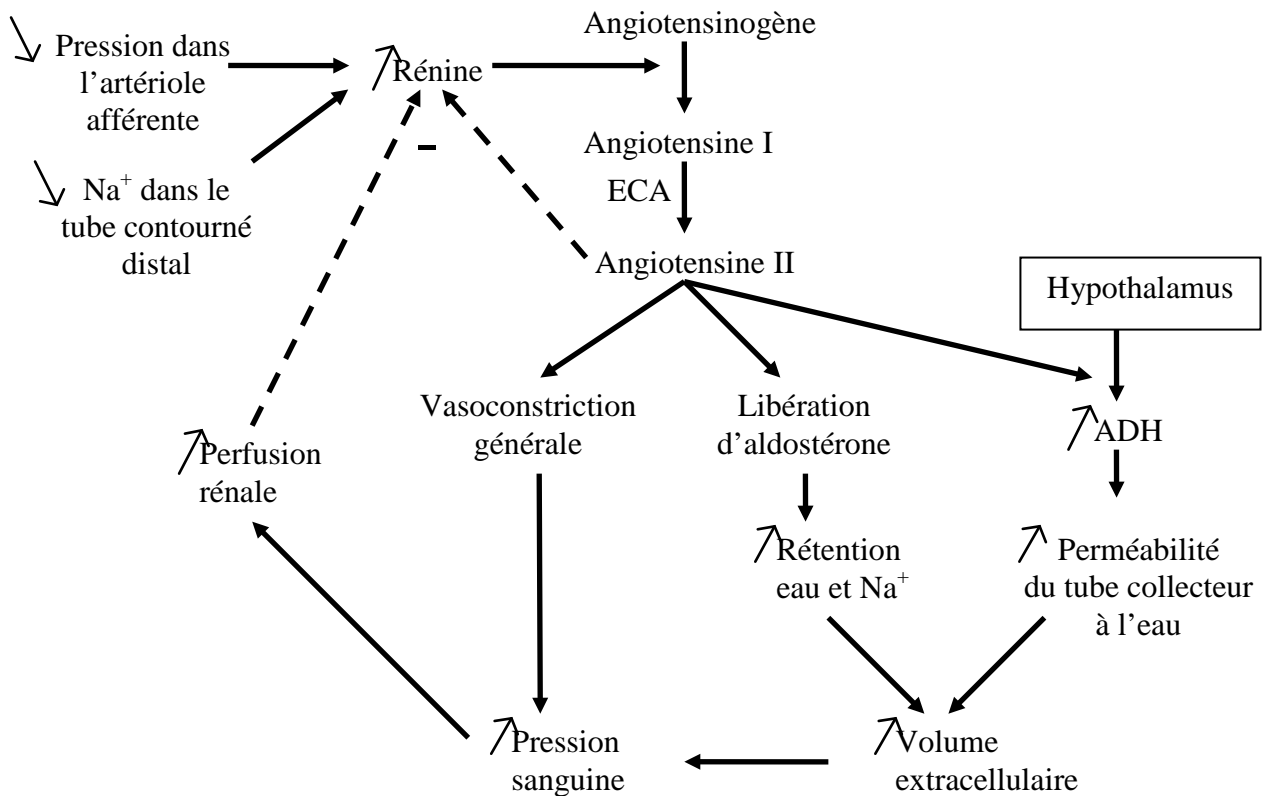 Angiotensinogène
Pression dans
l’artériole
afférente
Rénine
Na⁺ dans le
tube contourné
distal
–
Angiotensine I
ECA
Angiotensine II
Hypothalamus
Vasoconstriction
générale
Libération
d’aldostérone
ADH
Perfusion
rénale
Rétention
eau et Na⁺
Perméabilité
du tube collecteur
à l’eau
Pression
sanguine
Volume
extracellulaire